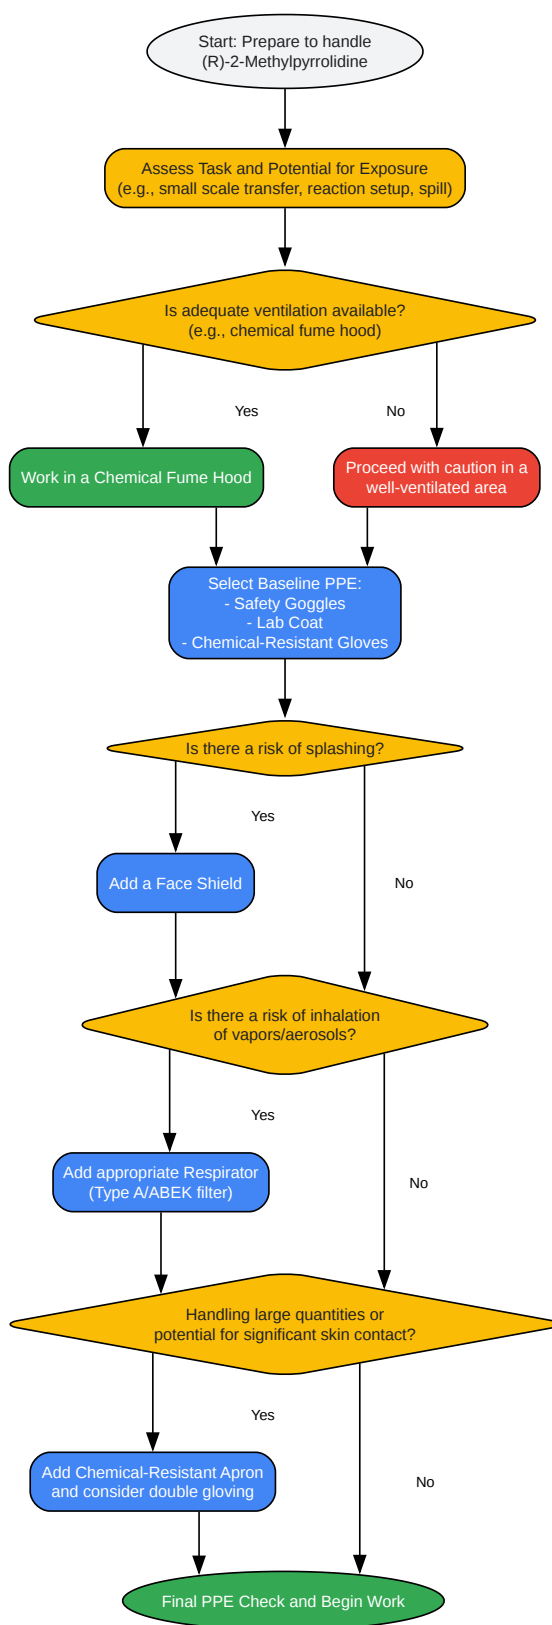 Start: Prepare to handle
(R)-2-Methylpyrrolidine
Assess Task and Potential for Exposure
(e.g., small scale transfer, reaction setup, spill)
Is adequate ventilation available?
(e.g., chemical fume hood)
Yes
No
Work in a Chemical Fume Hood
Proceed with caution in a
well-ventilated area
Select Baseline PPE:
- Safety Goggles
- Lab Coat
- Chemical-Resistant Gloves
Is there a risk of splashing?
Yes
Add a Face Shield
No
Is there a risk of inhalation
of vapors/aerosols?
Yes
Add appropriate Respirator
(Type A/ABEK filter)
No
Handling large quantities or
potential for significant skin contact?
Yes
Add Chemical-Resistant Apron
and consider double gloving
No
Final PPE Check and Begin Work